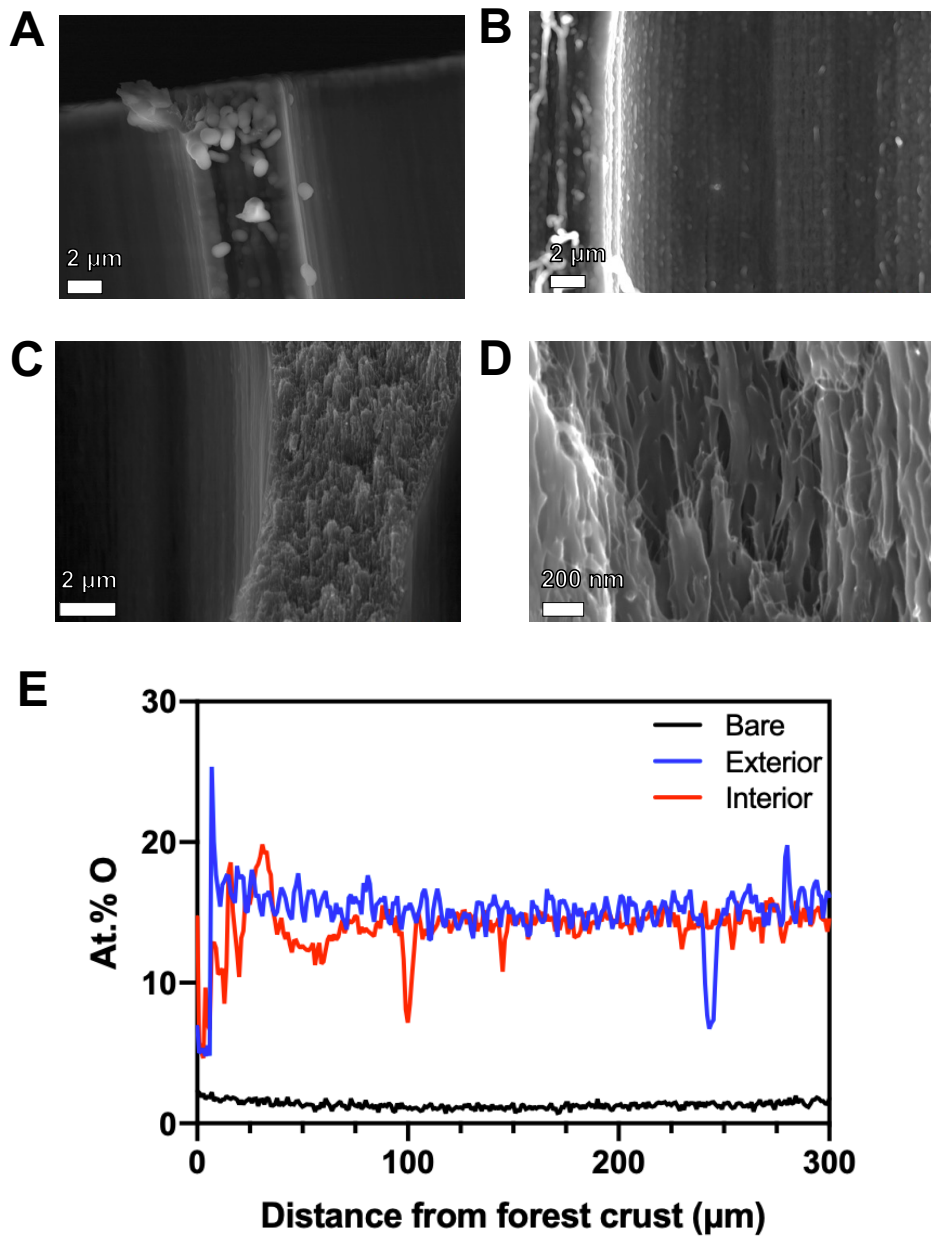 A
2 µm
B
2 µm
C
2 µm
D
200 nm
E
30
20
10
0
At.% O
Bare
Exterior
Interior
0
100
200
300
Distance from forest crust (µm)